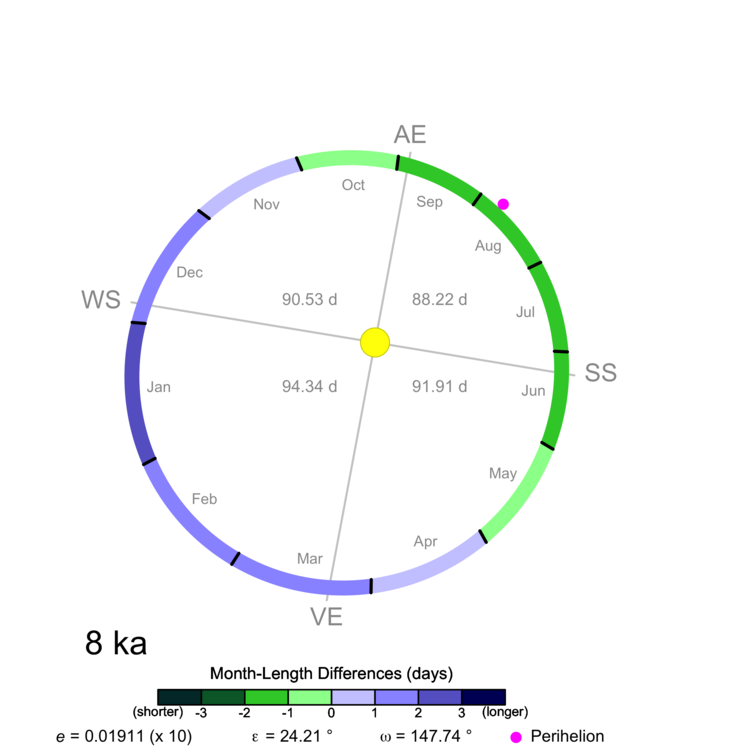 AE
Oct
Sep
Nov
Aug
Dec
WS
90.53 d
88.22 d
Jul
SS
Jan
94.34 d
91.91 d
Jun
May
Feb
Apr
Mar
VE
8 ka
Month-Length Differences (days)
(shorter) -3 -2 -1 0 1 2 3 (longer)
e = 0.01911 (x 10) ε = 24.21 ° ω = 147.74 ° Perihelion